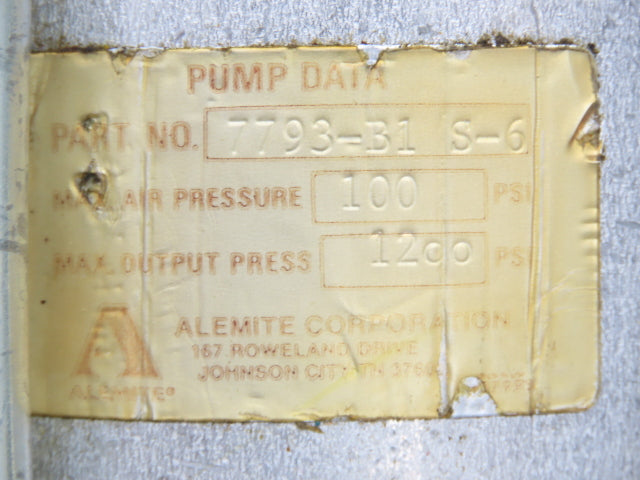 PUMP DATA
PART NO. 7793-B1 S-6
MAX. AIR PRESSURE 100 PSI
MAX. OUTPUT PRESS 1200 PSI
ALEMITE CORPORATION
167 ROWELAND DRIVE
JOHNSON CITY TN
ALEMITE®